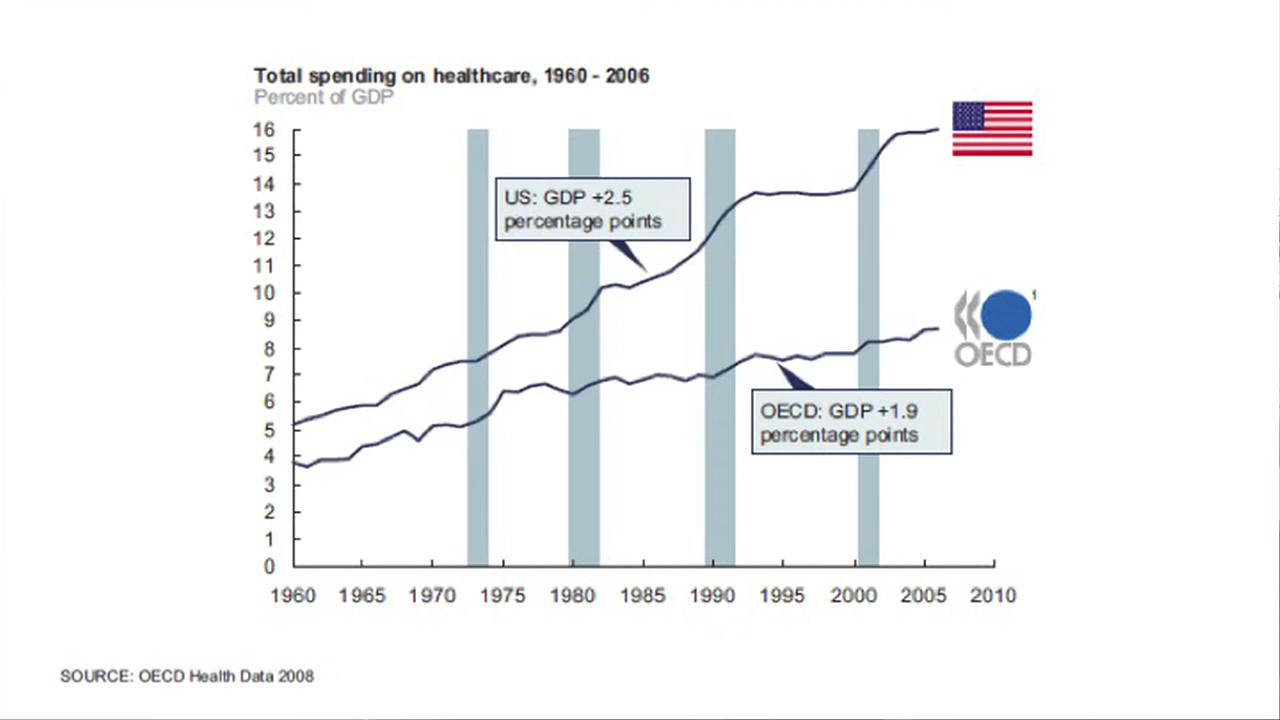 Total spending on healthcare, 1960 - 2006
Percent of GDP
16
15
14
13
12
11
10
9
8
7
6
5
4
3
2
1
0
US: GDP +2.5
percentage points
1
OECD
OECD: GDP +1.9
percentage points
1960 1965 1970 1975 1980 1985 1990 1995 2000 2005 2010
SOURCE: OECD Health Data 2008